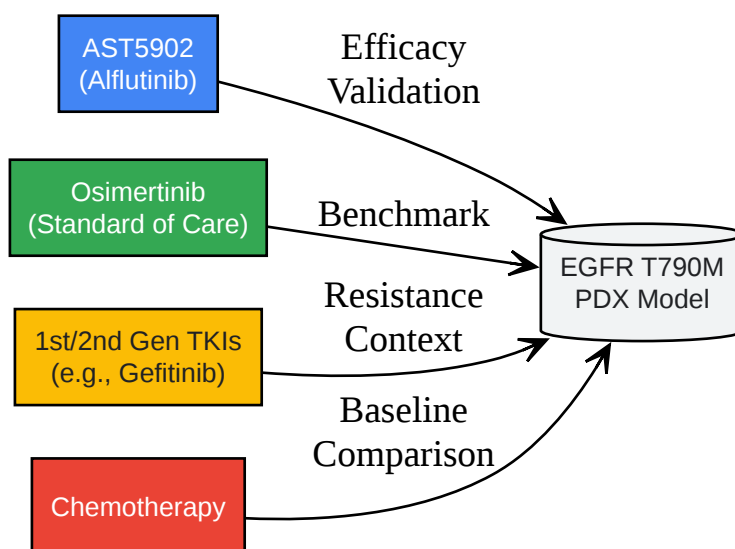 AST5902
(Alflutinib)
Efficacy
Validation
Osimertinib
(Standard of Care)
Benchmark
EGFR T790M
PDX Model
1st/2nd Gen TKIs
(e.g., Gefitinib)
Resistance
Context
Baseline
Comparison
Chemotherapy